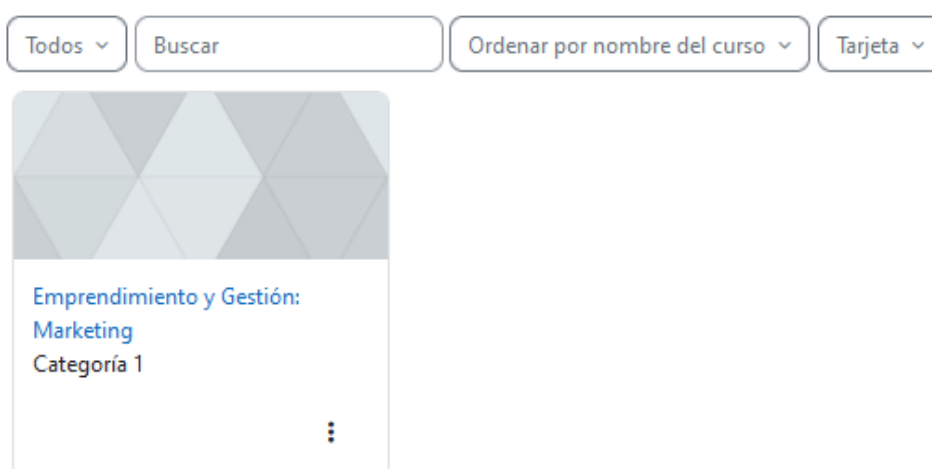 Todos
Buscar
Ordenar por nombre del curso
Tarjeta
Emprendimiento y Gestión:
Marketing
Categoría 1